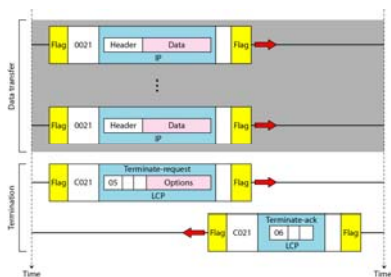 Data transfer
Flag 0021 Header Data Flag
IP
Flag 0021 Header Data Flag
IP
Termination
Terminate-request
Flag C021 05 Options Flag
LCP
Terminate-ack
Flag C021 06 Flag
LCP
Time Time